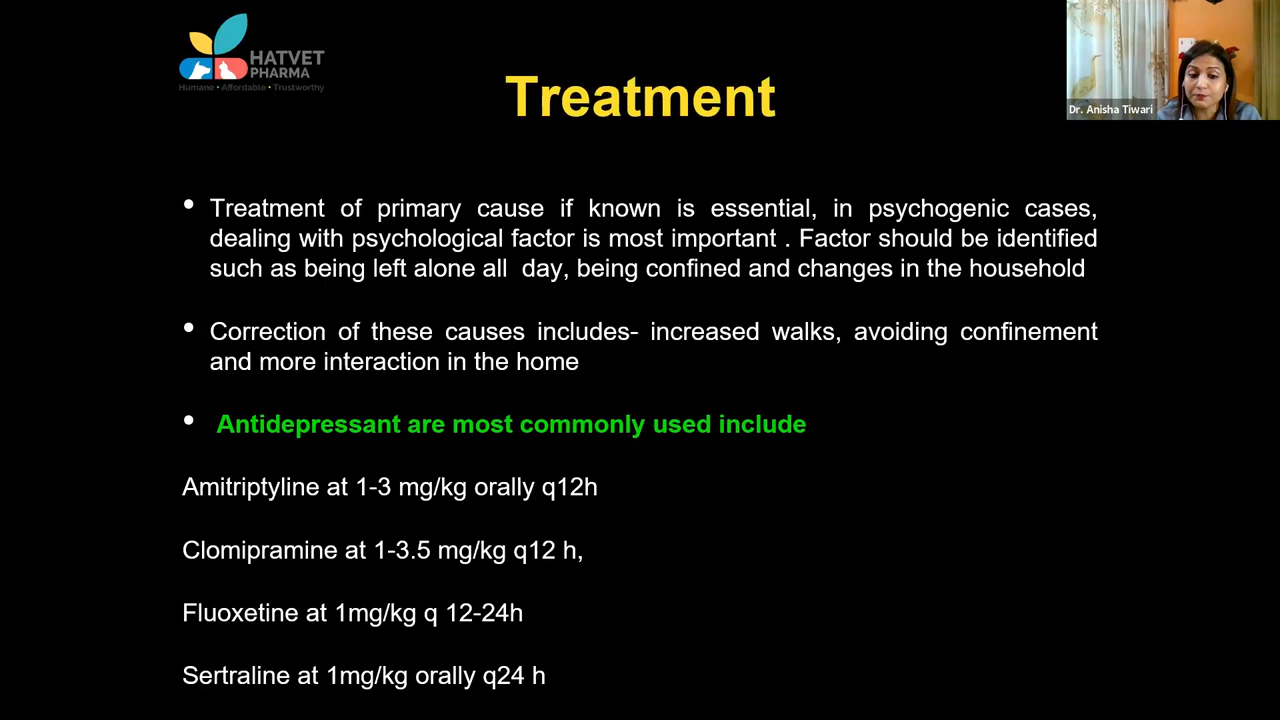 HATVET
PHARMA
Humane • Affordable • Trustworthy
Treatment
Dr. Anisha Tiwari
• Treatment of primary cause if known is essential, in psychogenic cases,
dealing with psychological factor is most important . Factor should be identified
such as being left alone all day, being confined and changes in the household
• Correction of these causes includes- increased walks, avoiding confinement
and more interaction in the home
• Antidepressant are most commonly used include
Amitriptyline at 1-3 mg/kg orally q12h
Clomipramine at 1-3.5 mg/kg q12 h,
Fluoxetine at 1mg/kg q 12-24h
Sertraline at 1mg/kg orally q24 h